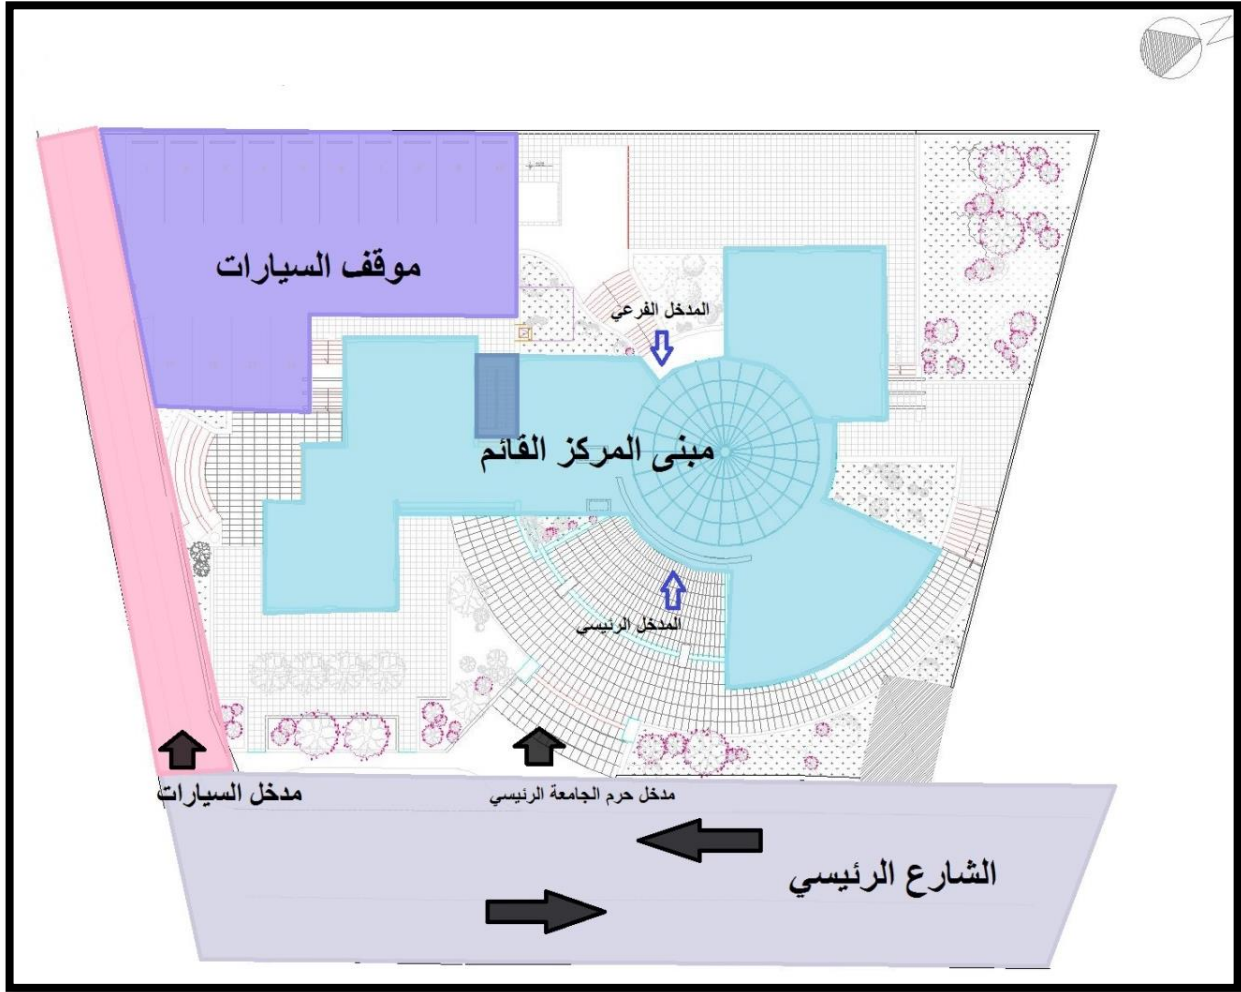 موقف السيارات
المدخل الفرعي
مبنى المركز القائم
المدخل الرئيسي
مدخل السيارات
مدخل حرم الجامعة الرئيسي
الشارع الرئيسي